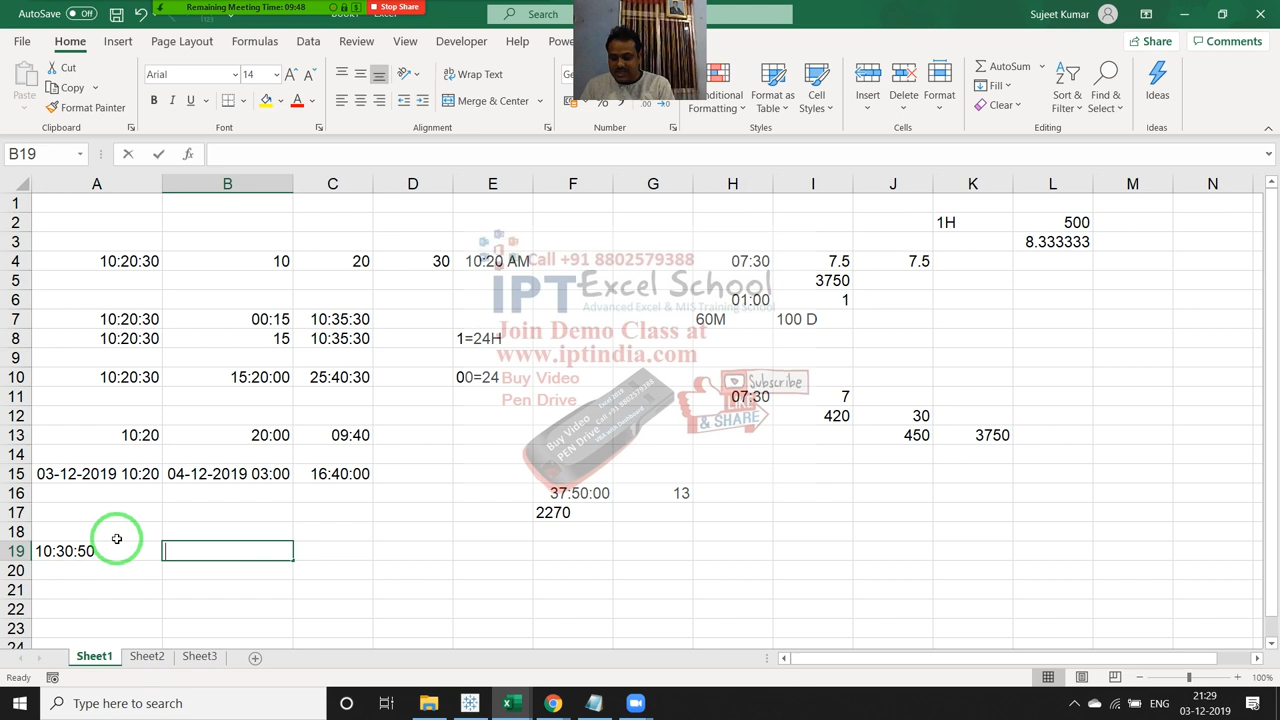 AutoSave Off
Remaining Meeting Time: 09:48
Stop Share
Search
Sujeet Kumar
File Home Insert Page Layout Formulas Data Review View Developer Help
Share Comments
Paste
Cut
Copy
Format Painter
Clipboard
Arial 14
B I U
Font
Wrap Text
Merge & Center
Alignment
Number
Formatting
Format as Table
Cell Styles
Styles
Insert Delete Format
Cells
AutoSum
Fill
Clear
Sort & Filter
Find & Select
Editing
Ideas
Ideas
B19 fx
A B C D E F G H I J K L M N
1
2 1H 500
3 8.333333
4 10:20:30 10 20 30 10:20 AM 07:30 7.5 7.5
5 3750
6 01:00 1
7 10:20:30 00:15 10:35:30 60M 100 D
8 10:20:30 15 10:35:30 1=24H
9
10 10:20:30 15:20:00 25:40:30 00=24
11 07:30 7
12 420 30
13 10:20 20:00 09:40 450 3750
14
15 03-12-2019 10:20 04-12-2019 03:00 16:40:00
16 37:50:00 13
17 2270
18
19 10:30:50
20
21
22
23
24
Call +91 8802579388
IPT Excel School
Advanced Excel & MIS Training School
Join Demo Class at
www.iptindia.com
Buy Video
Pen Drive
Subscribe
LIKE
& SHARE
Sheet1 Sheet2 Sheet3
Ready
100%
Type here to search
ENG
21:29
03-12-2019